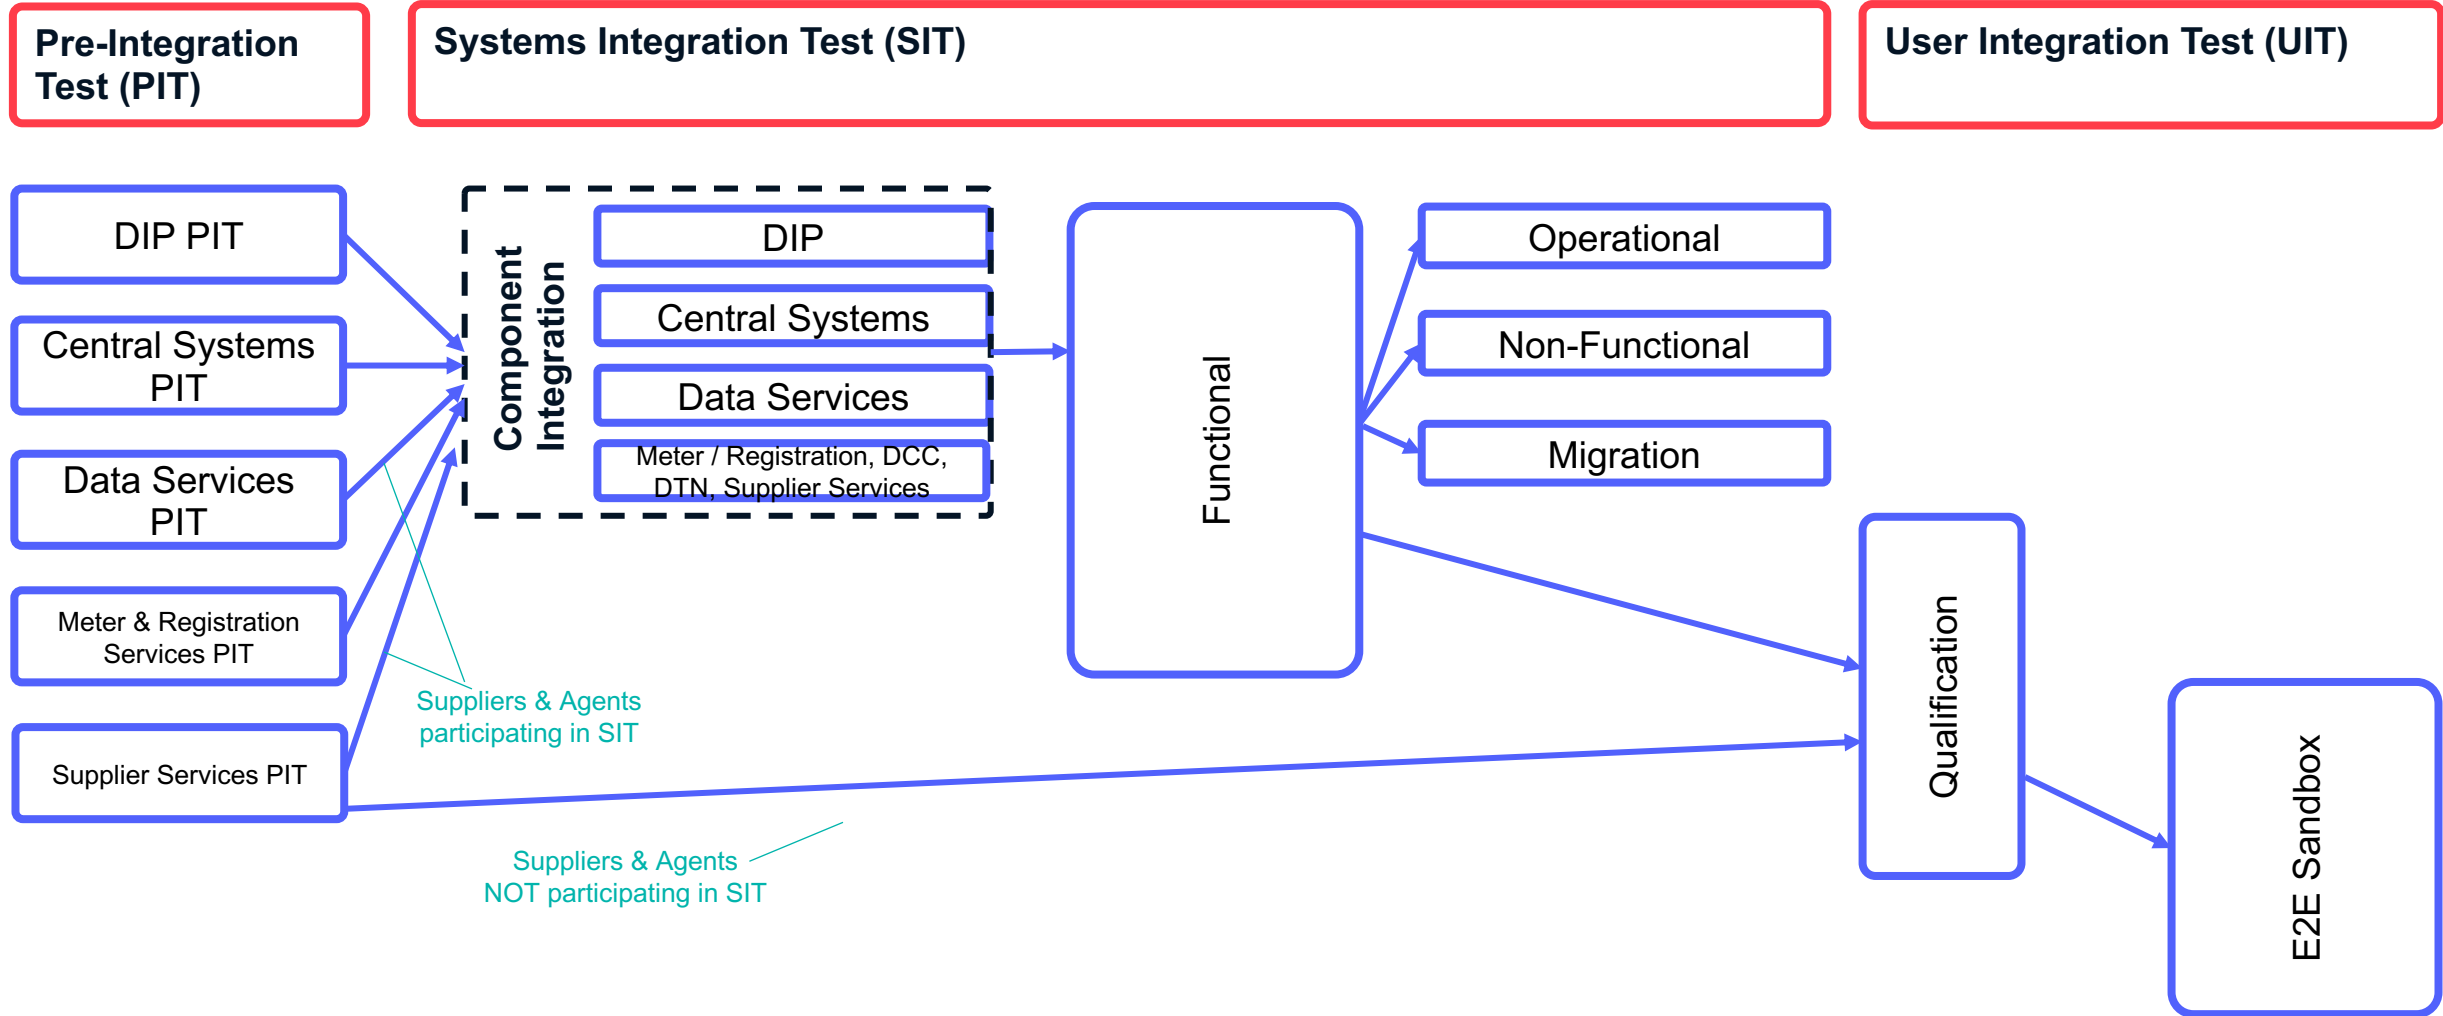 Pre-Integration
Test (PIT)
Systems Integration Test (SIT)
User Integration Test (UIT)
DIP PIT
Central Systems
PIT
Data Services
PIT
Meter & Registration
Services PIT
Supplier Services PIT
Component
Integration
DIP
Central Systems
Data Services
Meter / Registration, DCC,
DTN, Supplier Services
Suppliers & Agents
participating in SIT
Suppliers & Agents
NOT participating in SIT
Functional
Operational
Non-Functional
Migration
Qualification
E2E Sandbox